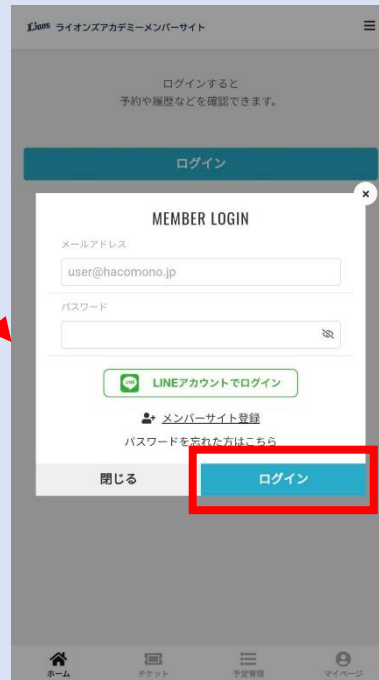 Lions ライオンズアカデミーメンバーサイト
ログインすると
予約や履歴などを確認できます。
ログイン
×
MEMBER LOGIN
メールアドレス
user@hacomono.jp
パスワード
LINE LINEアカウントでログイン
メンバーサイト登録
パスワードを忘れた方はこちら
閉じる ログイン
ホーム チケット 予定管理 マイページ